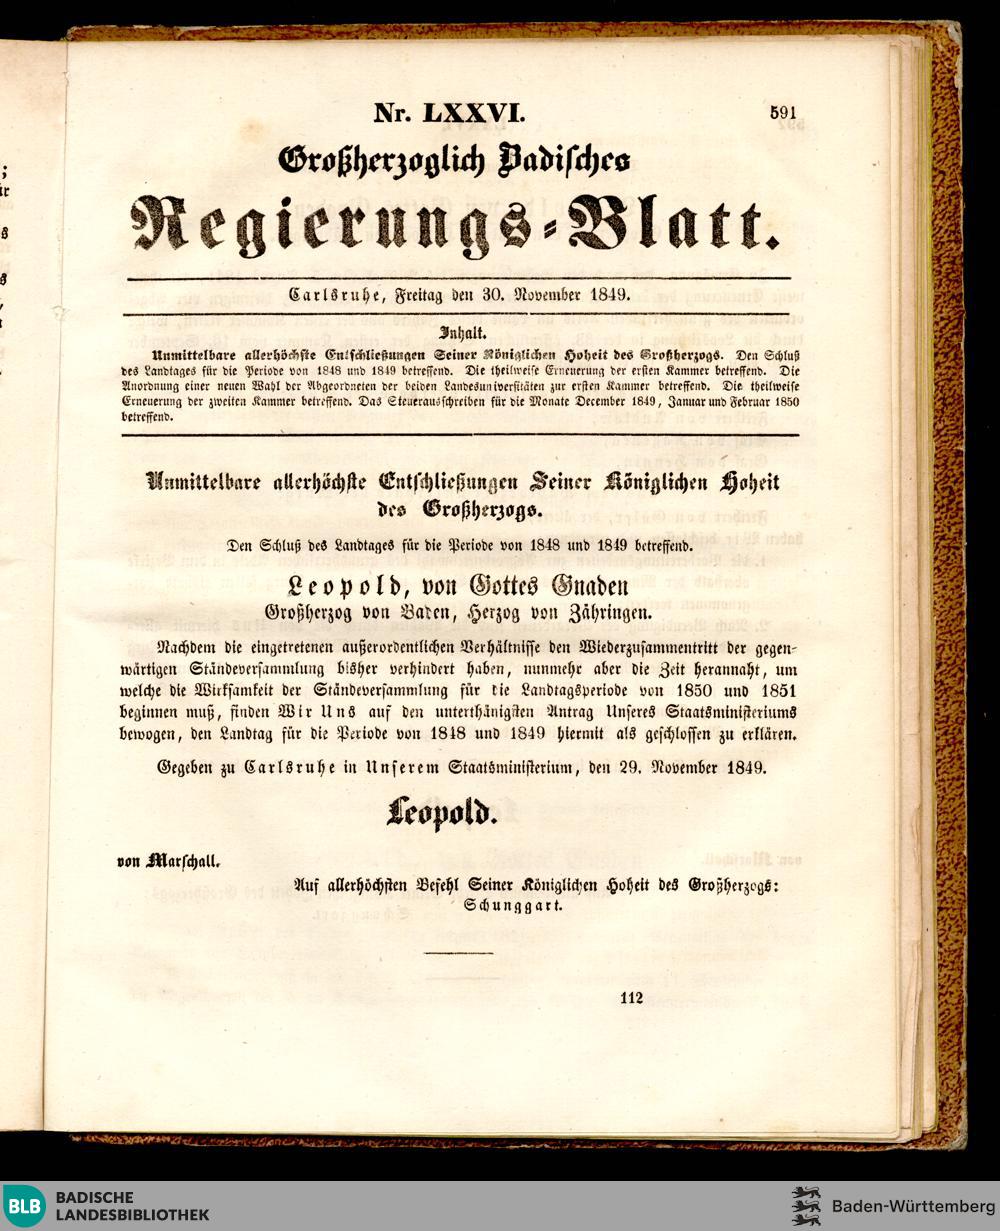 Nr. LXXVI.
591
Großherzoglich Badisches
Regierungs-Blatt.
Carlsruhe, Freitag den 30. November 1849.
Inhalt.
Unmittelbare allerhöchste Entschließungen Seiner Königlichen Hoheit des Großherzogs. Den Schluß
des Landtages für die Periode von 1848 und 1849 betreffend. Die theilweise Erneuerung der ersten Kammer betreffend. Die
Anordnung einer neuen Wahl der Abgeordneten der beiden Landesuniversitäten zur ersten Kammer betreffend. Die theilweise
Erneuerung der zweiten Kammer betreffend. Das Steuerausschreiben für die Monate December 1849, Januar und Februar 1850
betreffend.
Unmittelbare allerhöchste Entschließungen Seiner Königlichen Hoheit
des Großherzogs.
Den Schluß des Landtages für die Periode von 1848 und 1849 betreffend.
Leopold, von Gottes Gnaden
Großherzog von Baden, Herzog von Zähringen.
Nachdem die eingetretenen außerordentlichen Verhältnisse den Wiederzusammentritt der gegen-
wärtigen Ständeversammlung bisher verhindert haben, nunmehr aber die Zeit herannaht, um
welche die Wirksamkeit der Ständeversammlung für die Landtagsperiode von 1850 und 1851
beginnen muß, finden Wir Uns auf den unterthänigsten Antrag Unseres Staatsministeriums
bewogen, den Landtag für die Periode von 1848 und 1849 hiermit als geschlossen zu erklären.
Gegeben zu Carlsruhe in Unserem Staatsministerium, den 29. November 1849.
Leopold.
von Marschall.
Auf allerhöchsten Befehl Seiner Königlichen Hoheit des Großherzogs:
Schunggart.
112
BLB
BADISCHE
LANDESBIBLIOTHEK
Baden-Württemberg